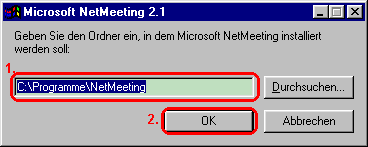 Microsoft NetMeeting 2.1
Geben Sie den Ordner ein, in dem Microsoft NetMeeting installiert
werden soll:
1.
C:\Programme\NetMeeting
Durchsuchen...
2.
OK
Abbrechen